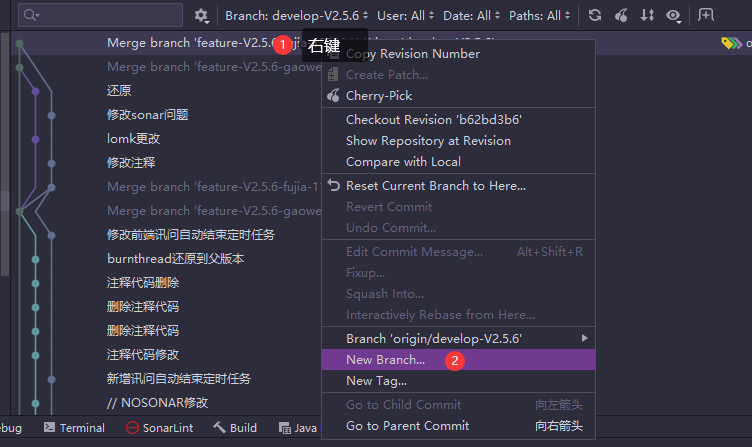 Branch: develop-V2.5.6 User: All Date: All Paths: All
Merge branch 'feature-V2.5.6-fujia-
1 右键
Merge branch 'feature-V2.5.6-gaowe
还原
修改sonar问题
lomk更改
修改注释
Merge branch 'feature-V2.5.6-fujia-1
Merge branch 'feature-V2.5.6-gaowe
修改前端讯问自动结束定时任务
burnthread还原到父版本
注释代码删除
删除注释代码
删除注释代码
注释代码修改
新增讯问自动结束定时任务
// NOSONAR修改
Copy Revision Number
Create Patch...
Cherry-Pick
Checkout Revision 'b62bd3b6'
Show Repository at Revision
Compare with Local
Reset Current Branch to Here...
Revert Commit
Undo Commit...
Edit Commit Message... Alt+Shift+R
Fixup...
Squash Into...
Interactively Rebase from Here...
Branch 'origin/develop-V2.5.6'
New Branch... 2
New Tag...
Go to Child Commit 向左箭头
Go to Parent Commit 向右箭头
o
ebug Terminal SonarLint Build Java